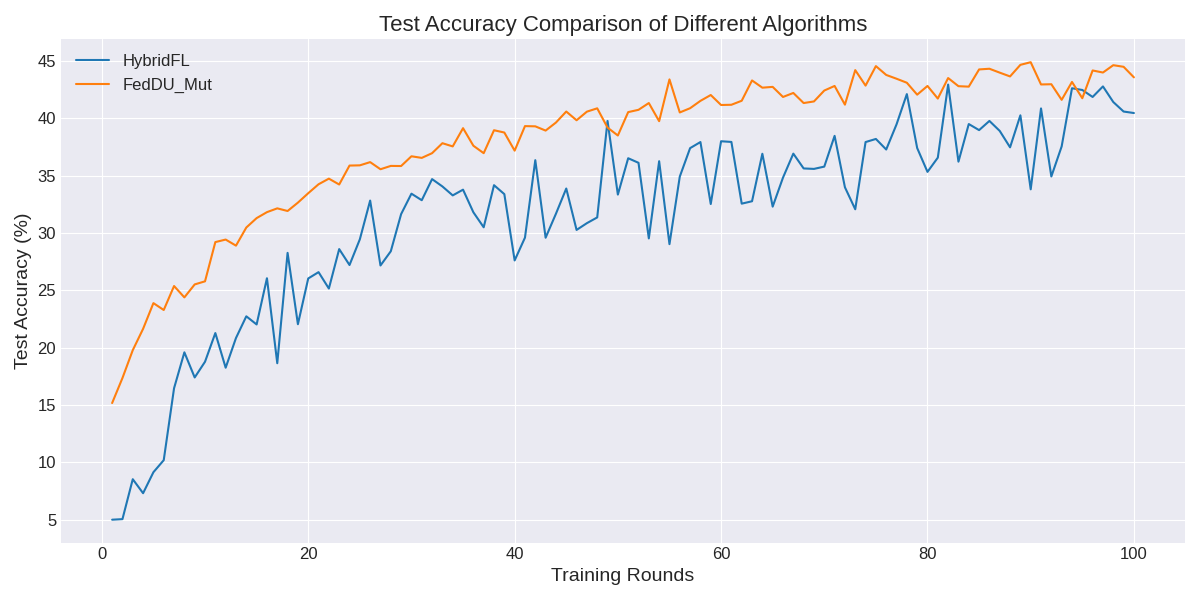 Test Accuracy Comparison of Different Algorithms
HybridFL
FedDU_Mut
45
40
35
30
25
20
15
10
5
Test Accuracy (%)
0 20 40 60 80 100
Training Rounds